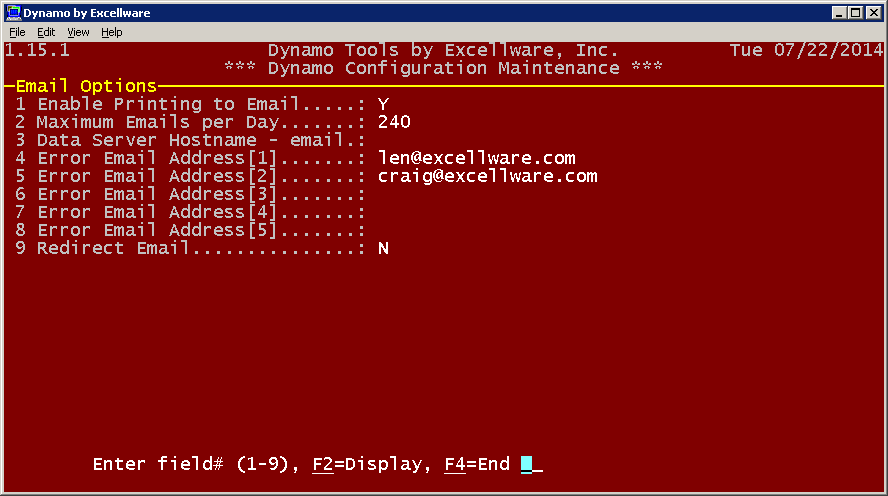 Dynamo by Excellware
File Edit View Help
1.15.1 Dynamo Tools by Excellware, Inc. Tue 07/22/2014
*** Dynamo Configuration Maintenance ***
Email Options
1 Enable Printing to Email.....: Y
2 Maximum Emails per Day.......: 240
3 Data Server Hostname - email.:
4 Error Email Address[1].......: len@excellware.com
5 Error Email Address[2].......: craig@excellware.com
6 Error Email Address[3].......:
7 Error Email Address[4].......:
8 Error Email Address[5].......:
9 Redirect Email...............: N
Enter field# (1-9), F2=Display, F4=End _